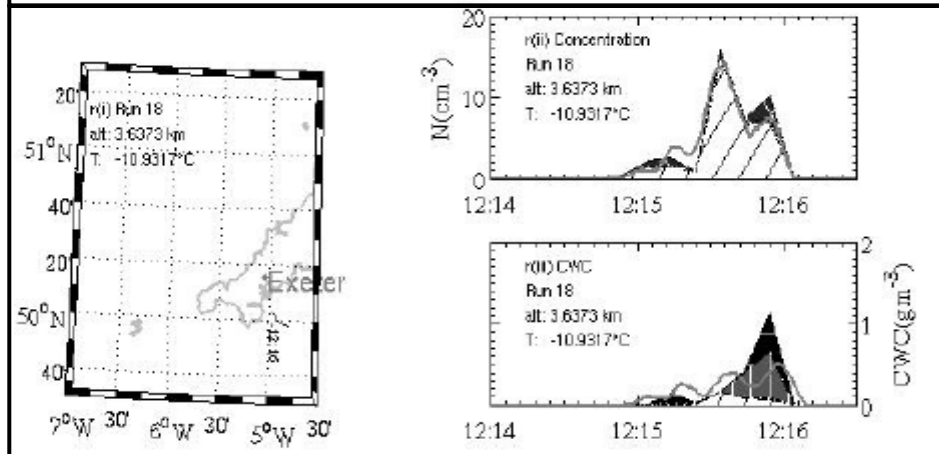 r(i) Run 18
alt: 3.6373 km
T: -10.9317°C
20'
51°N
40'
20'
50°N
40'
7°W 30' 6°W 30' 5°W 30'
Exeter
12:16
r(ii) Concentration
Run 18
alt: 3.6373 km
T: -10.9317°C
N(cm-3)
20
10
0
12:14 12:15 12:16
r(iii) CWC
Run 18
alt: 3.6373 km
T: -10.9317°C
2
1
0
CWC(gm-3)
12:14 12:15 12:16